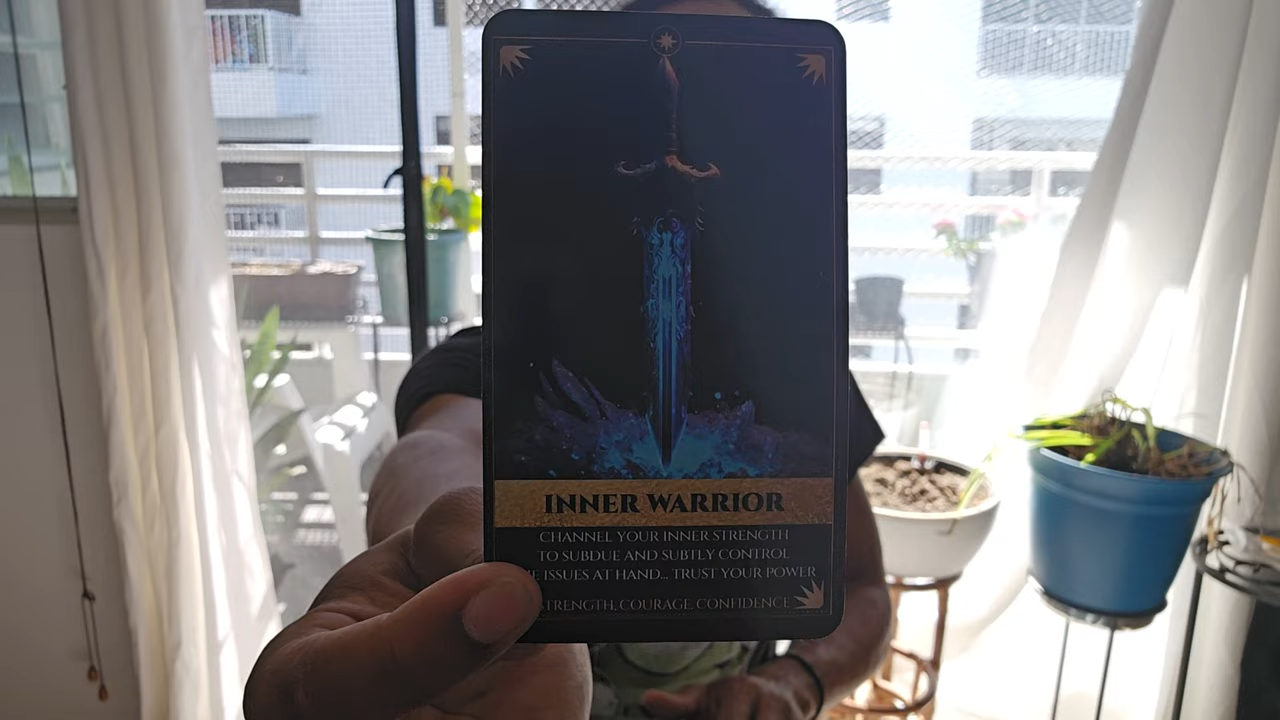 INNER WARRIOR
CHANNEL YOUR INNER STRENGTH
TO SUBDUE AND SUBTLY CONTROL
ISSUES AT HAND... TRUST YOUR POWER
STRENGTH, COURAGE, CONFIDENCE